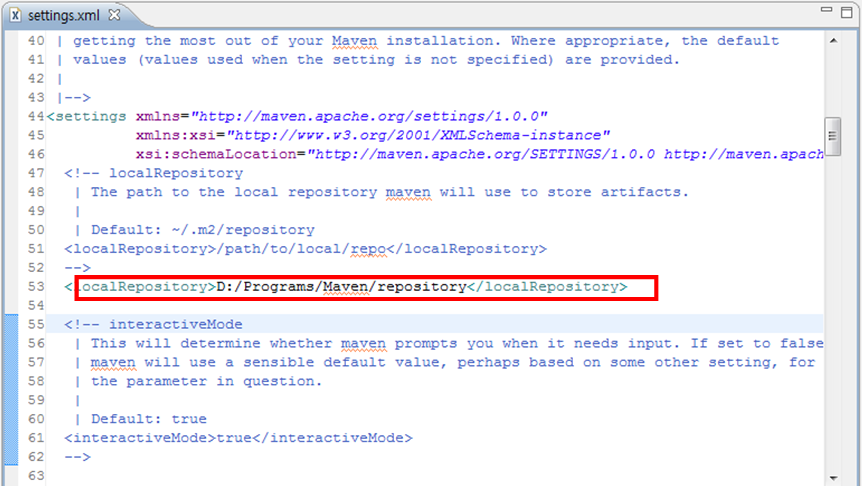 settings.xml
40 | getting the most out of your Maven installation. Where appropriate, the default
41 | values (values used when the setting is not specified) are provided.
42 |
43 |-->
44 <settings xmlns="http://maven.apache.org/settings/1.0.0"
45 xmlns:xsi="http://www.w3.org/2001/XMLSchema-instance"
46 xsi:schemaLocation="http://maven.apache.org/SETTINGS/1.0.0 http://maven.apach
47 <!-- localRepository
48 | The path to the local repository maven will use to store artifacts.
49 |
50 | Default: ~/.m2/repository
51 <localRepository>/path/to/local/repo</localRepository>
52 -->
53 <localRepository>D:/Programs/Maven/repository</localRepository>
54
55 <!-- interactiveMode
56 | This will determine whether maven prompts you when it needs input. If set to false
57 | maven will use a sensible default value, perhaps based on some other setting, for
58 | the parameter in question.
59 |
60 | Default: true
61 <interactiveMode>true</interactiveMode>
62 -->
63